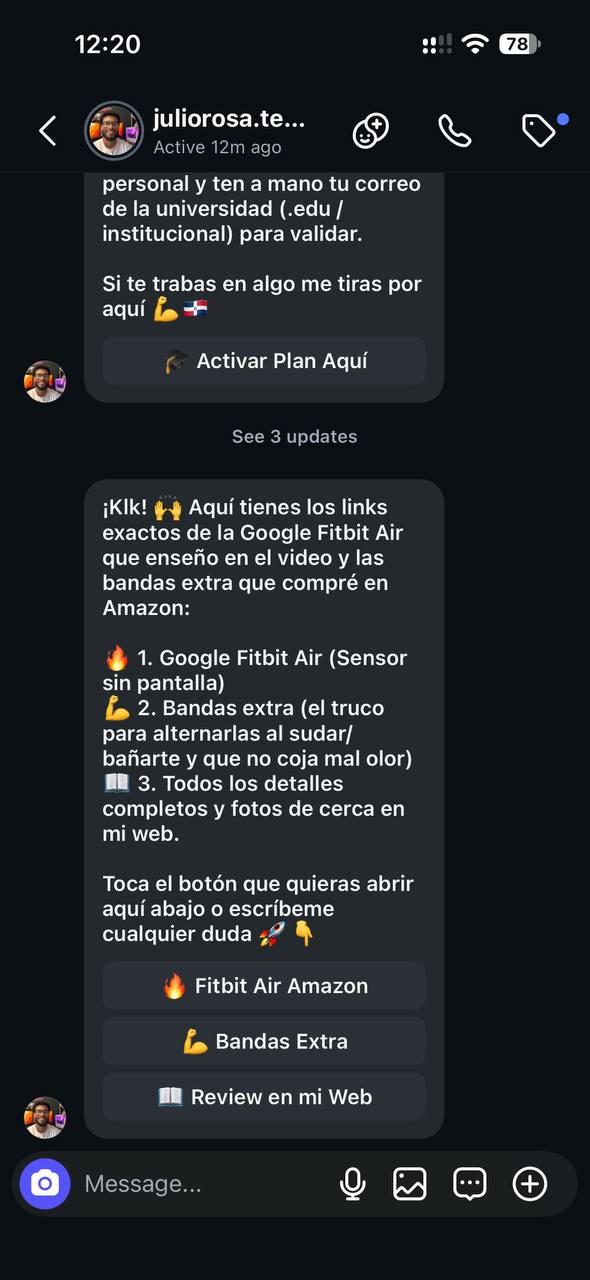 12:20
78
juliorosa.te...
Active 12m ago
personal y ten a mano tu correo
de la universidad (.edu /
institucional) para validar.
Si te trabas en algo me tiras por
aquí 💪🇩🇴
🎓 Activar Plan Aquí
See 3 updates
¡Klk! 🙌 Aquí tienes los links
exactos de la Google Fitbit Air
que enseño en el video y las
bandas extra que compré en
Amazon:
🔥 1. Google Fitbit Air (Sensor
sin pantalla)
💪 2. Bandas extra (el truco
para alternarlas al sudar/
bañarte y que no coja mal olor)
📖 3. Todos los detalles
completos y fotos de cerca en
mi web.
Toca el botón que quieras abrir
aquí abajo o escríbeme
cualquier duda 🚀 👇
🔥 Fitbit Air Amazon
💪 Bandas Extra
📖 Review en mi Web
Message...